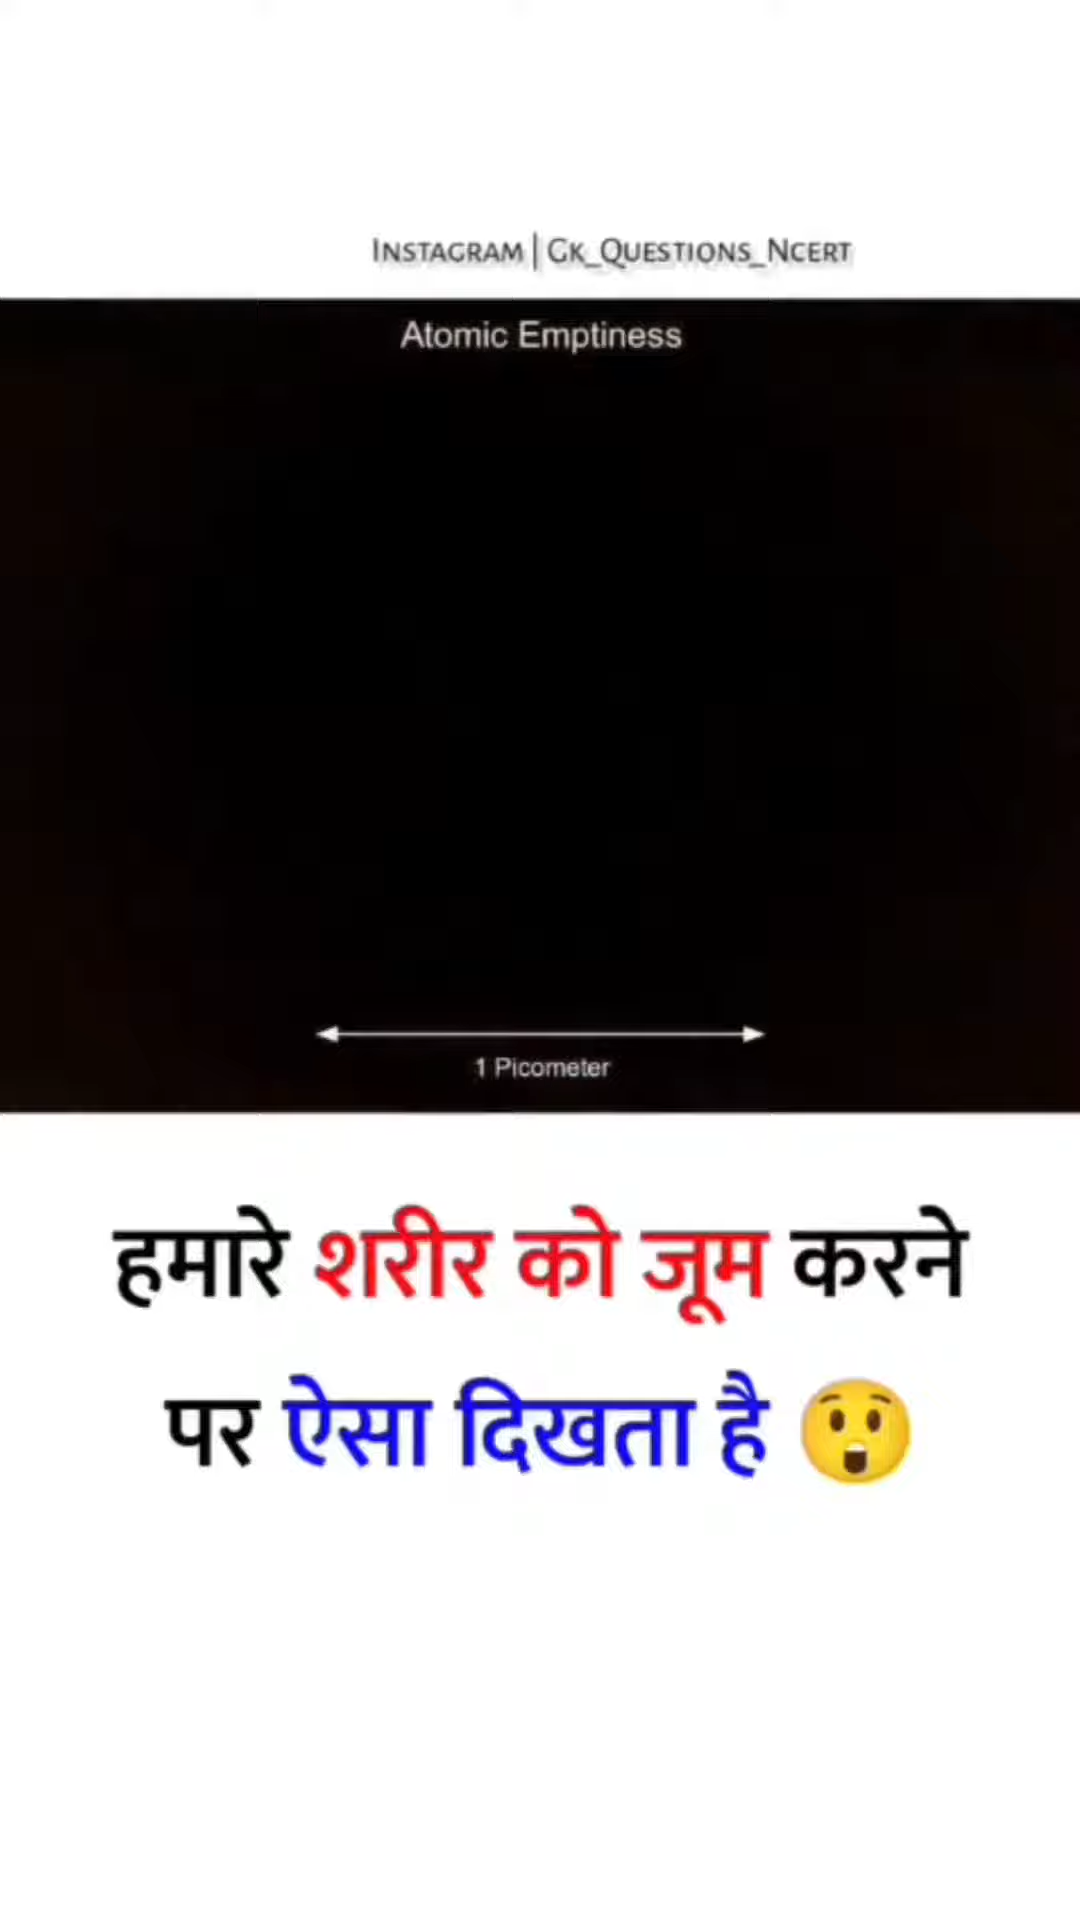 Instagram | Gk_Questions_Ncert
Atomic Emptiness
1 Picometer
हमारे शरीर को जूम करने
पर ऐसा दिखता है 😲